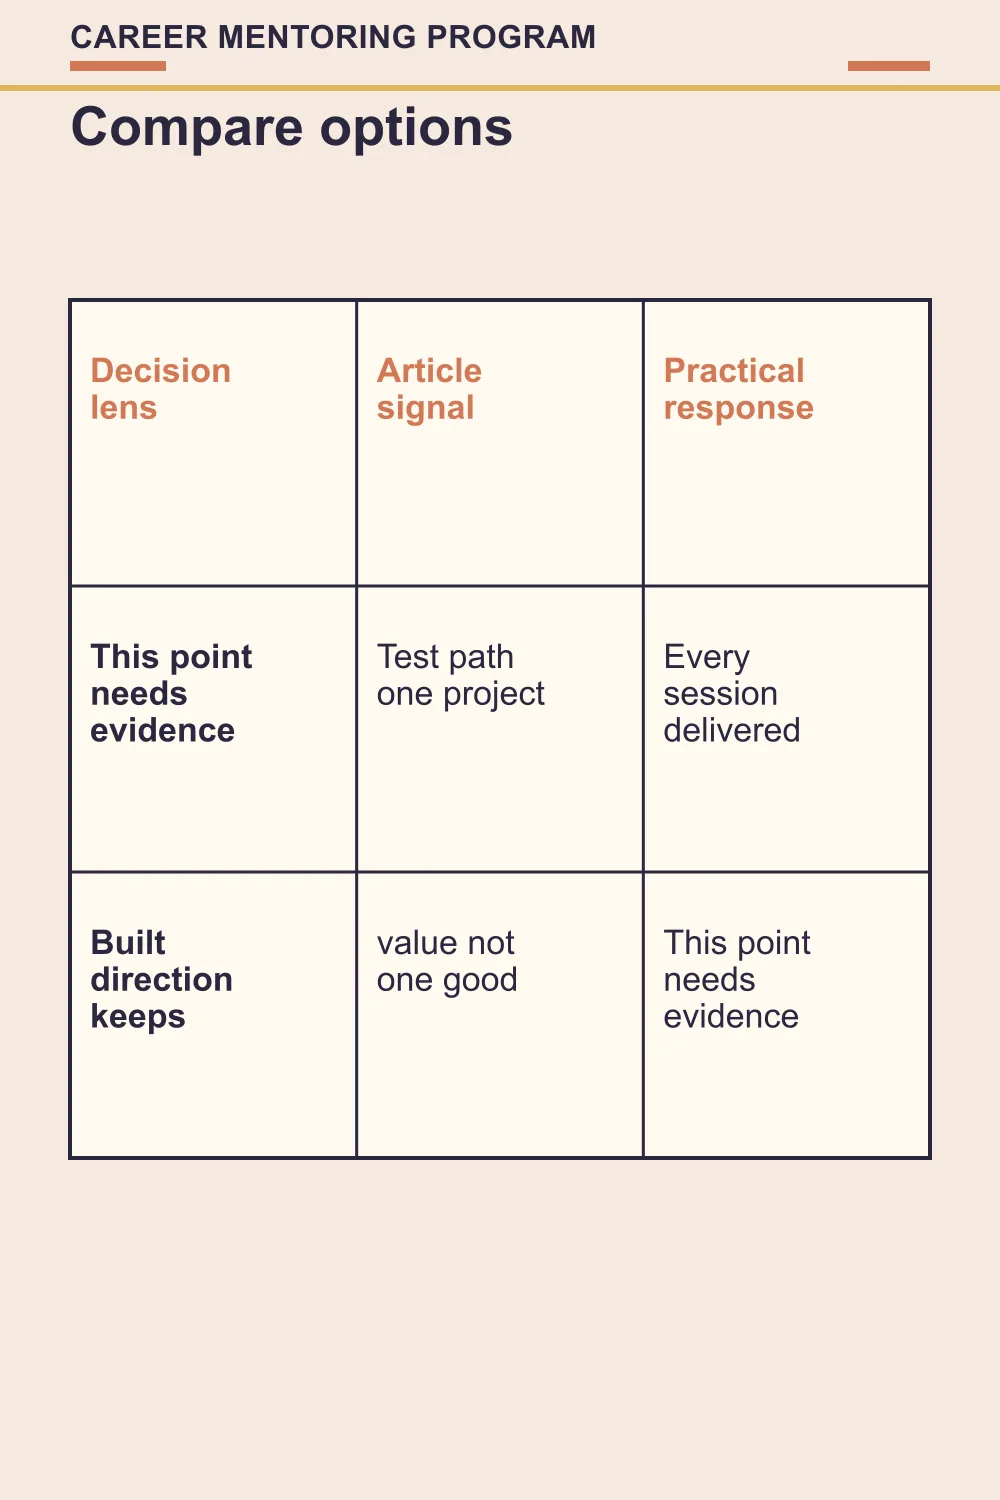 CAREER MENTORING PROGRAM
Compare options
Decision
lens
Article
signal
Practical
response
This point
needs
evidence
Test path
one project
Every
session
delivered
Built
direction
keeps
value not
one good
This point
needs
evidence